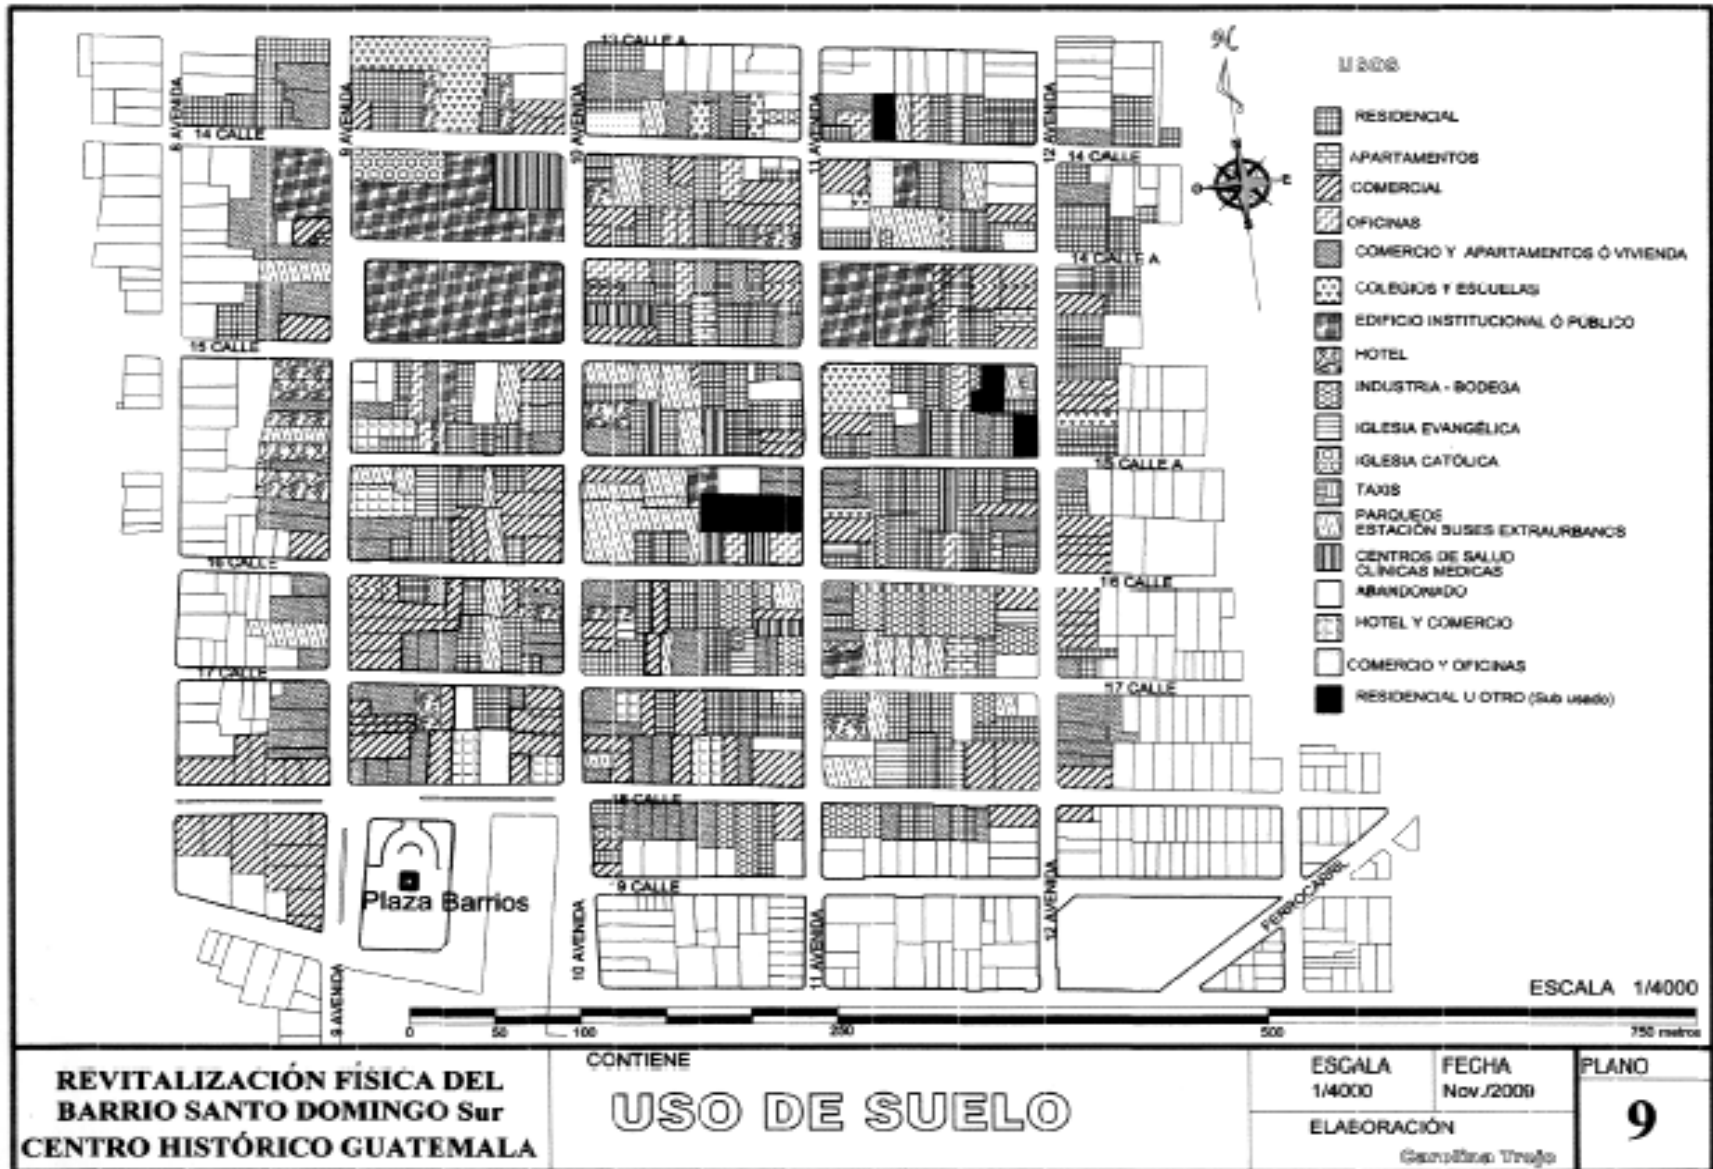 13 CALLE A
8 AVENIDA
9 AVENIDA
10 AVENIDA
11 AVENIDA
12 AVENIDA
14 CALLE
14 CALLE
14 CALLE A
15 CALLE
15 CALLE A
16 CALLE
16 CALLE
17 CALLE
17 CALLE
18 CALLE
9 CALLE
Plaza Barrios
9 AVENIDA
10 AVENIDA
11 AVENIDA
12 AVENIDA
FERROCARRIL
N
E
S
O
USOS
RESIDENCIAL
APARTAMENTOS
COMERCIAL
OFICINAS
COMERCIO Y APARTAMENTOS Ó VIVIENDA
COLEGIOS Y ESCUELAS
EDIFICIO INSTITUCIONAL Ó PÚBLICO
HOTEL
INDUSTRIA - BODEGA
IGLESIA EVANGÉLICA
IGLESIA CATÓLICA
TAXIS
PARQUEOS
ESTACIÓN BUSES EXTRAURBANOS
CENTROS DE SALUD
CLÍNICAS MEDICAS
ABANDONADO
HOTEL Y COMERCIO
COMERCIO Y OFICINAS
RESIDENCIAL U OTRO (Sub usado)
ESCALA 1/4000
0 50 100 250 500 750 metros
REVITALIZACIÓN FÍSICA DEL
BARRIO SANTO DOMINGO Sur
CENTRO HISTÓRICO GUATEMALA
CONTIENE
USO DE SUELO
ESCALA
1/4000
FECHA
Nov./2009
ELABORACIÓN
Carolina Trejo
PLANO
9